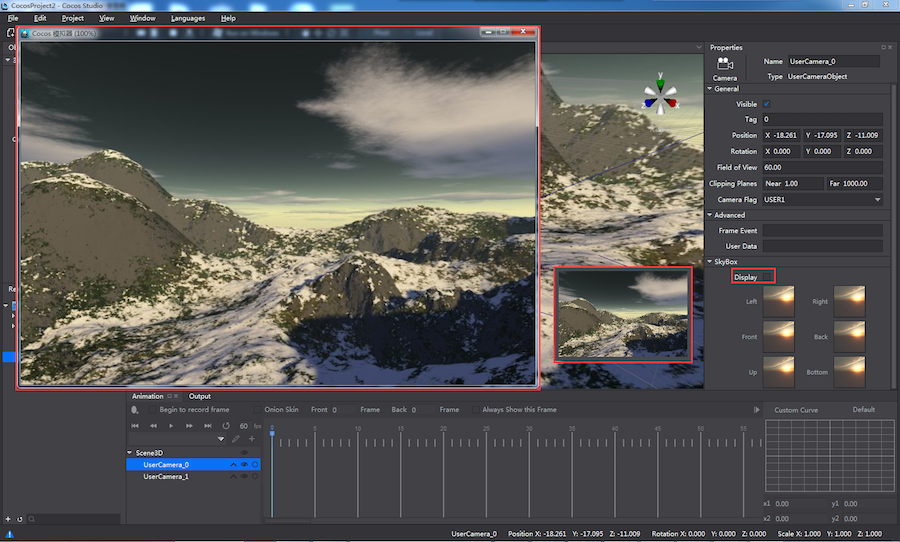 CocosProject2 - Cocos Studio
File Edit Project View Window Languages Help
Cocos 模拟器 (100%)
Properties
Camera
Name UserCamera_0
Type UserCameraObject
General
Visible
Tag 0
Position X -18.261 Y -17.095 Z -11.009
Rotation X 0.000 Y 0.000 Z 0.000
Field of View 60.00
Clipping Planes Near 1.00 Far 1000.00
Camera Flag USER1
Advanced
Frame Event
User Data
SkyBox
Display
Left Right
Front Back
Up Bottom
Animation Output
Begin to record frame Onion Skin Front 0 Frame Back 0 Frame Always Show this Frame
60 fps
0 5 10 15 20 25 30 35 40 45 50 55
Scene3D
UserCamera_0
UserCamera_1
Custom Curve Default
x1 0.00 y1 0.00
x2 0.00 y2 0.00
UserCamera_0 Position X: -18.261 Y: -17.095 Z: -11.009 Rotation X: 0.000 Y: 0.000 Z: 0.000 Scale X: 1.000 Y: 1.000 Z: 1.000